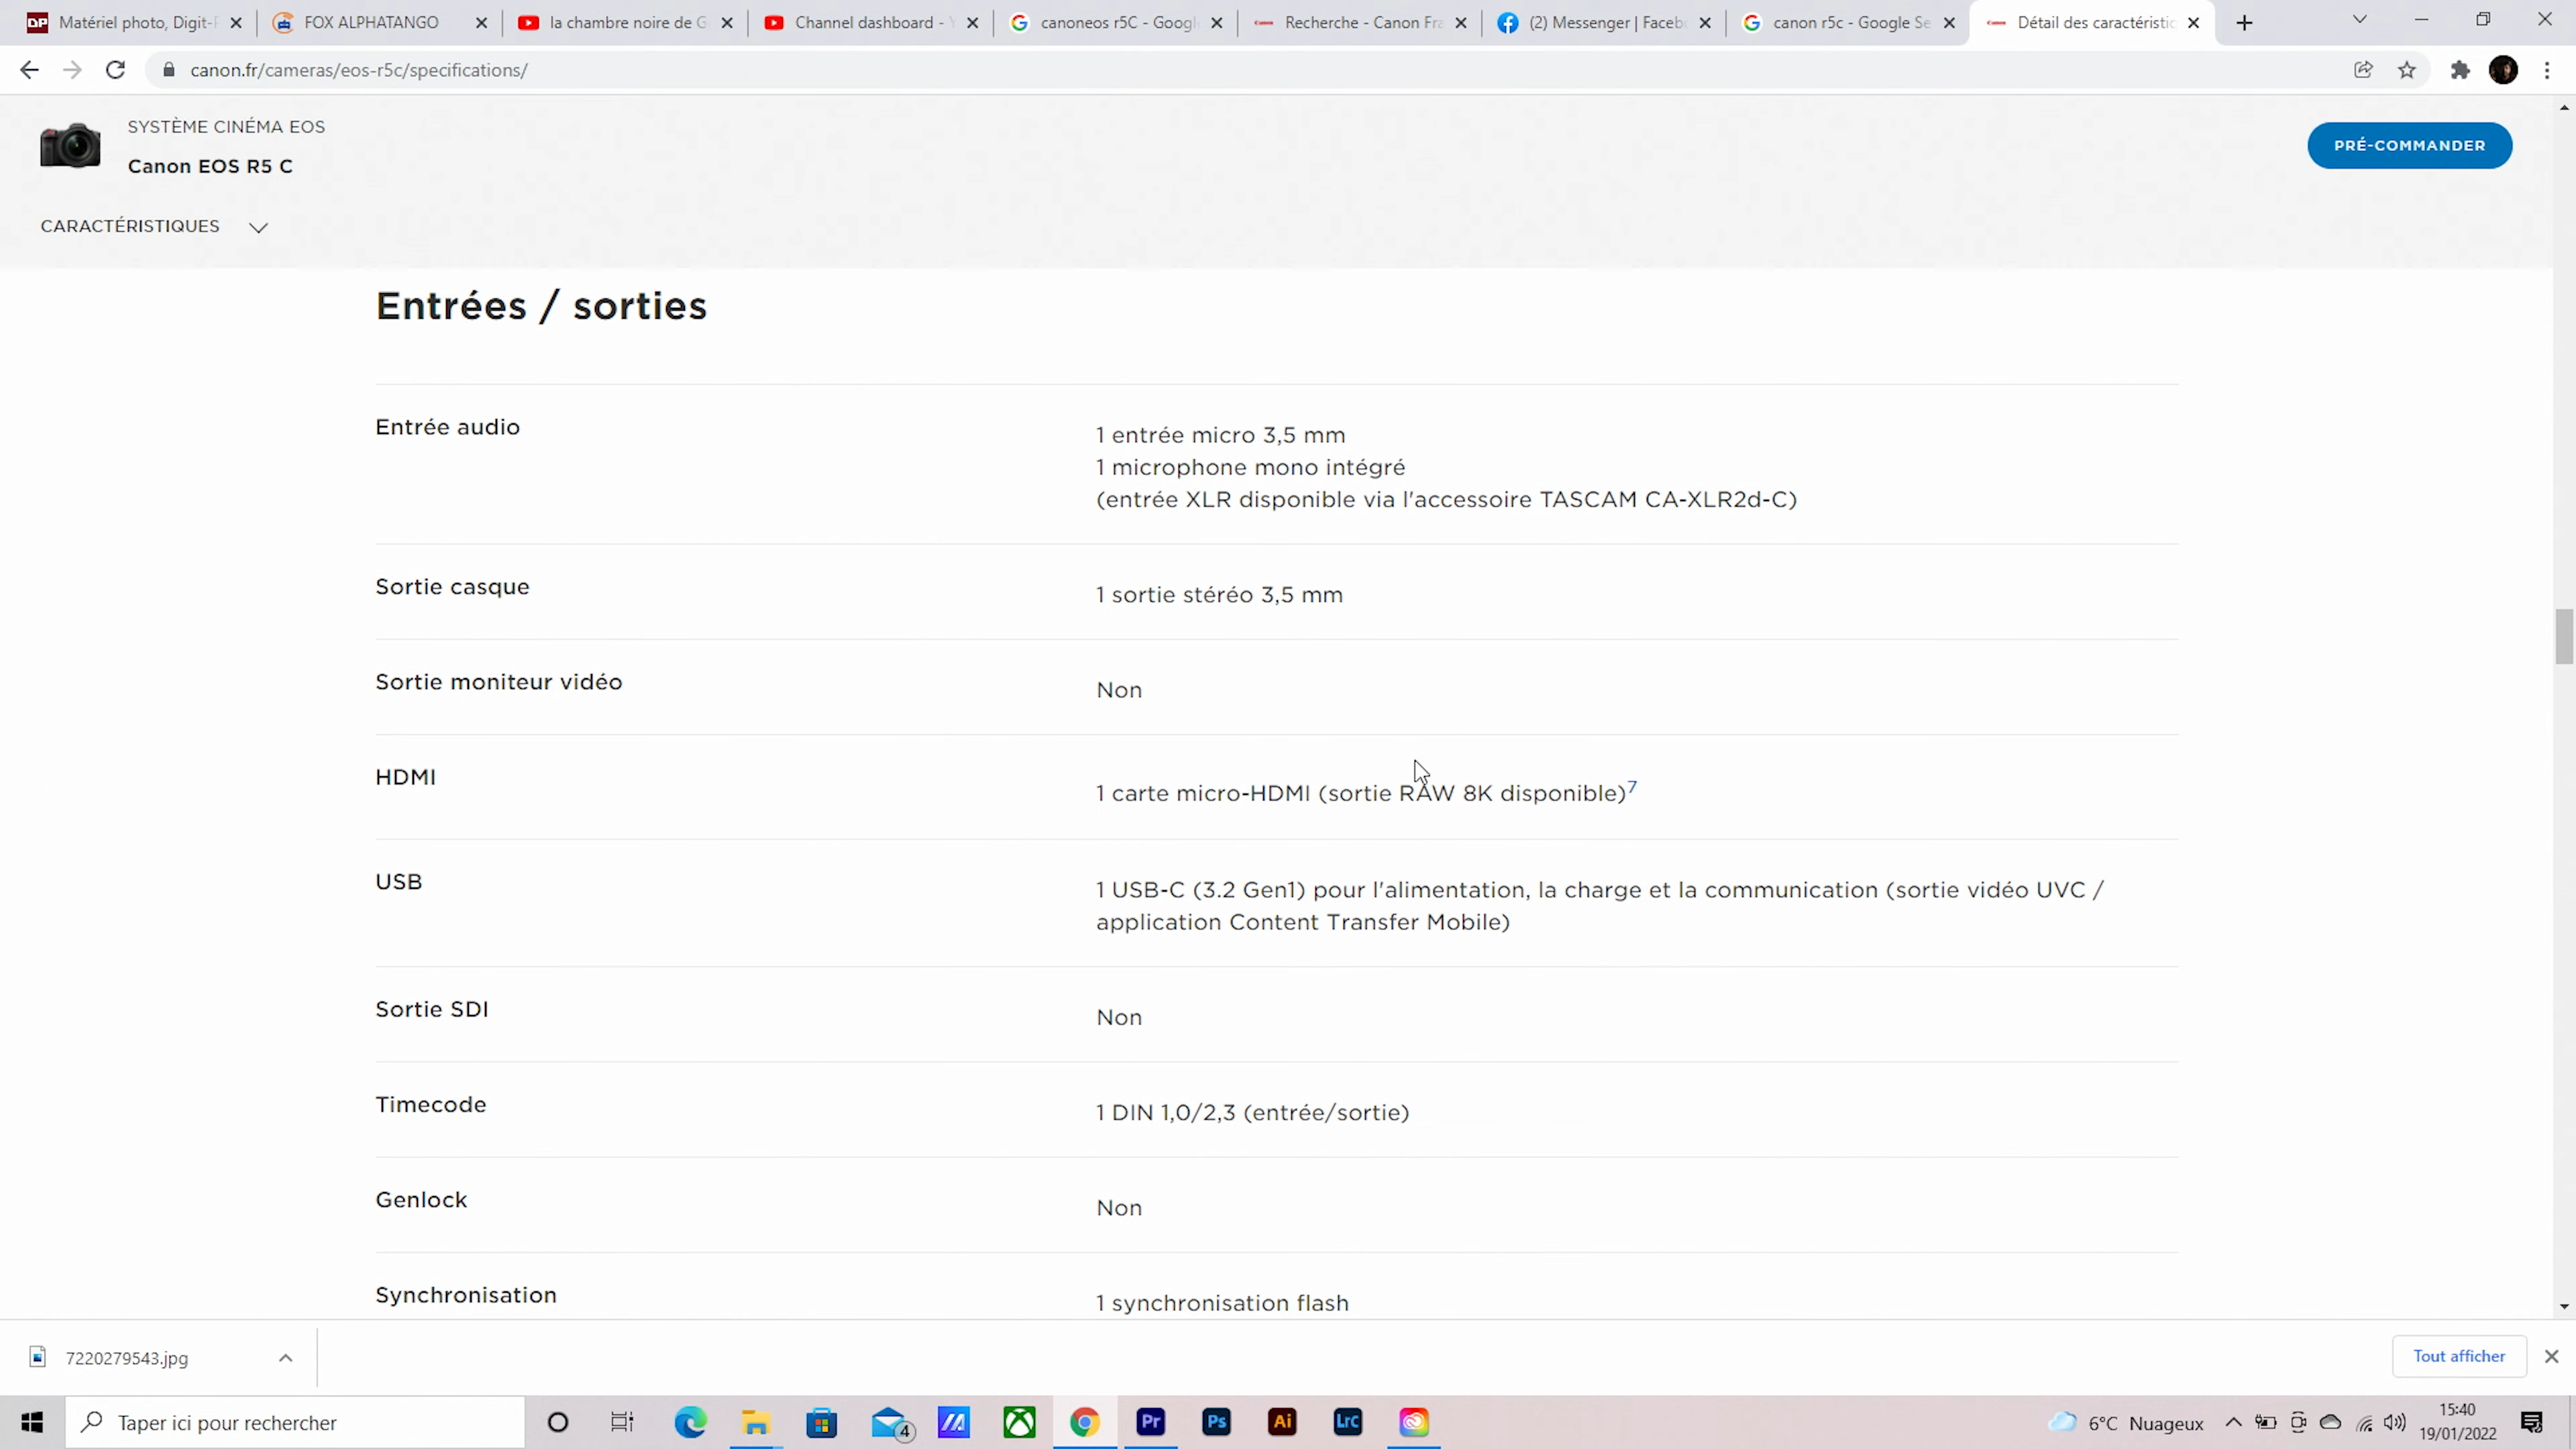 DP Matériel photo, Digit-P
FOX ALPHATANGO
la chambre noire de G
Channel dashboard - Y
canoneos r5C - Googl
Recherche - Canon Fra
(2) Messenger | Facebo
canon r5c - Google Se
Détail des caractéristic
canon.fr/cameras/eos-r5c/specifications/
SYSTÈME CINÉMA EOS
Canon EOS R5 C
PRÉ-COMMANDER
CARACTÉRISTIQUES
Entrées / sorties
Entrée audio
1 entrée micro 3,5 mm
1 microphone mono intégré
(entrée XLR disponible via l'accessoire TASCAM CA-XLR2d-C)
Sortie casque
1 sortie stéréo 3,5 mm
Sortie moniteur vidéo
Non
HDMI
1 carte micro-HDMI (sortie RAW 8K disponible)7
USB
1 USB-C (3.2 Gen1) pour l'alimentation, la charge et la communication (sortie vidéo UVC /
application Content Transfer Mobile)
Sortie SDI
Non
Timecode
1 DIN 1,0/2,3 (entrée/sortie)
Genlock
Non
Synchronisation
1 synchronisation flash
7220279543.jpg
Tout afficher
Taper ici pour rechercher
4
Pr
Ps
Ai
Lrc
6°C Nuageux
15:40
19/01/2022